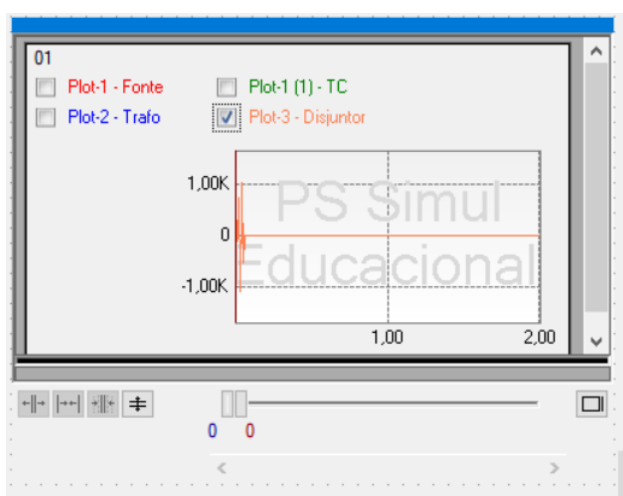 01
Plot-1 - Fonte
Plot-1 (1) - TC
Plot-2 - Trafo
Plot-3 - Disjuntor
1,00K
PS Simul
0
Educacional
-1,00K
1,00
2,00
0
0